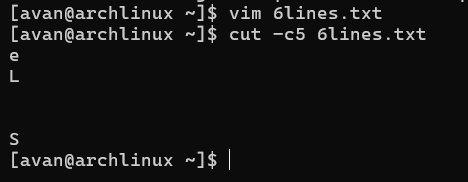 [avan@archlinux ~]$ vim 6lines.txt
[avan@archlinux ~]$ cut -c5 6lines.txt
e
L
S
[avan@archlinux ~]$